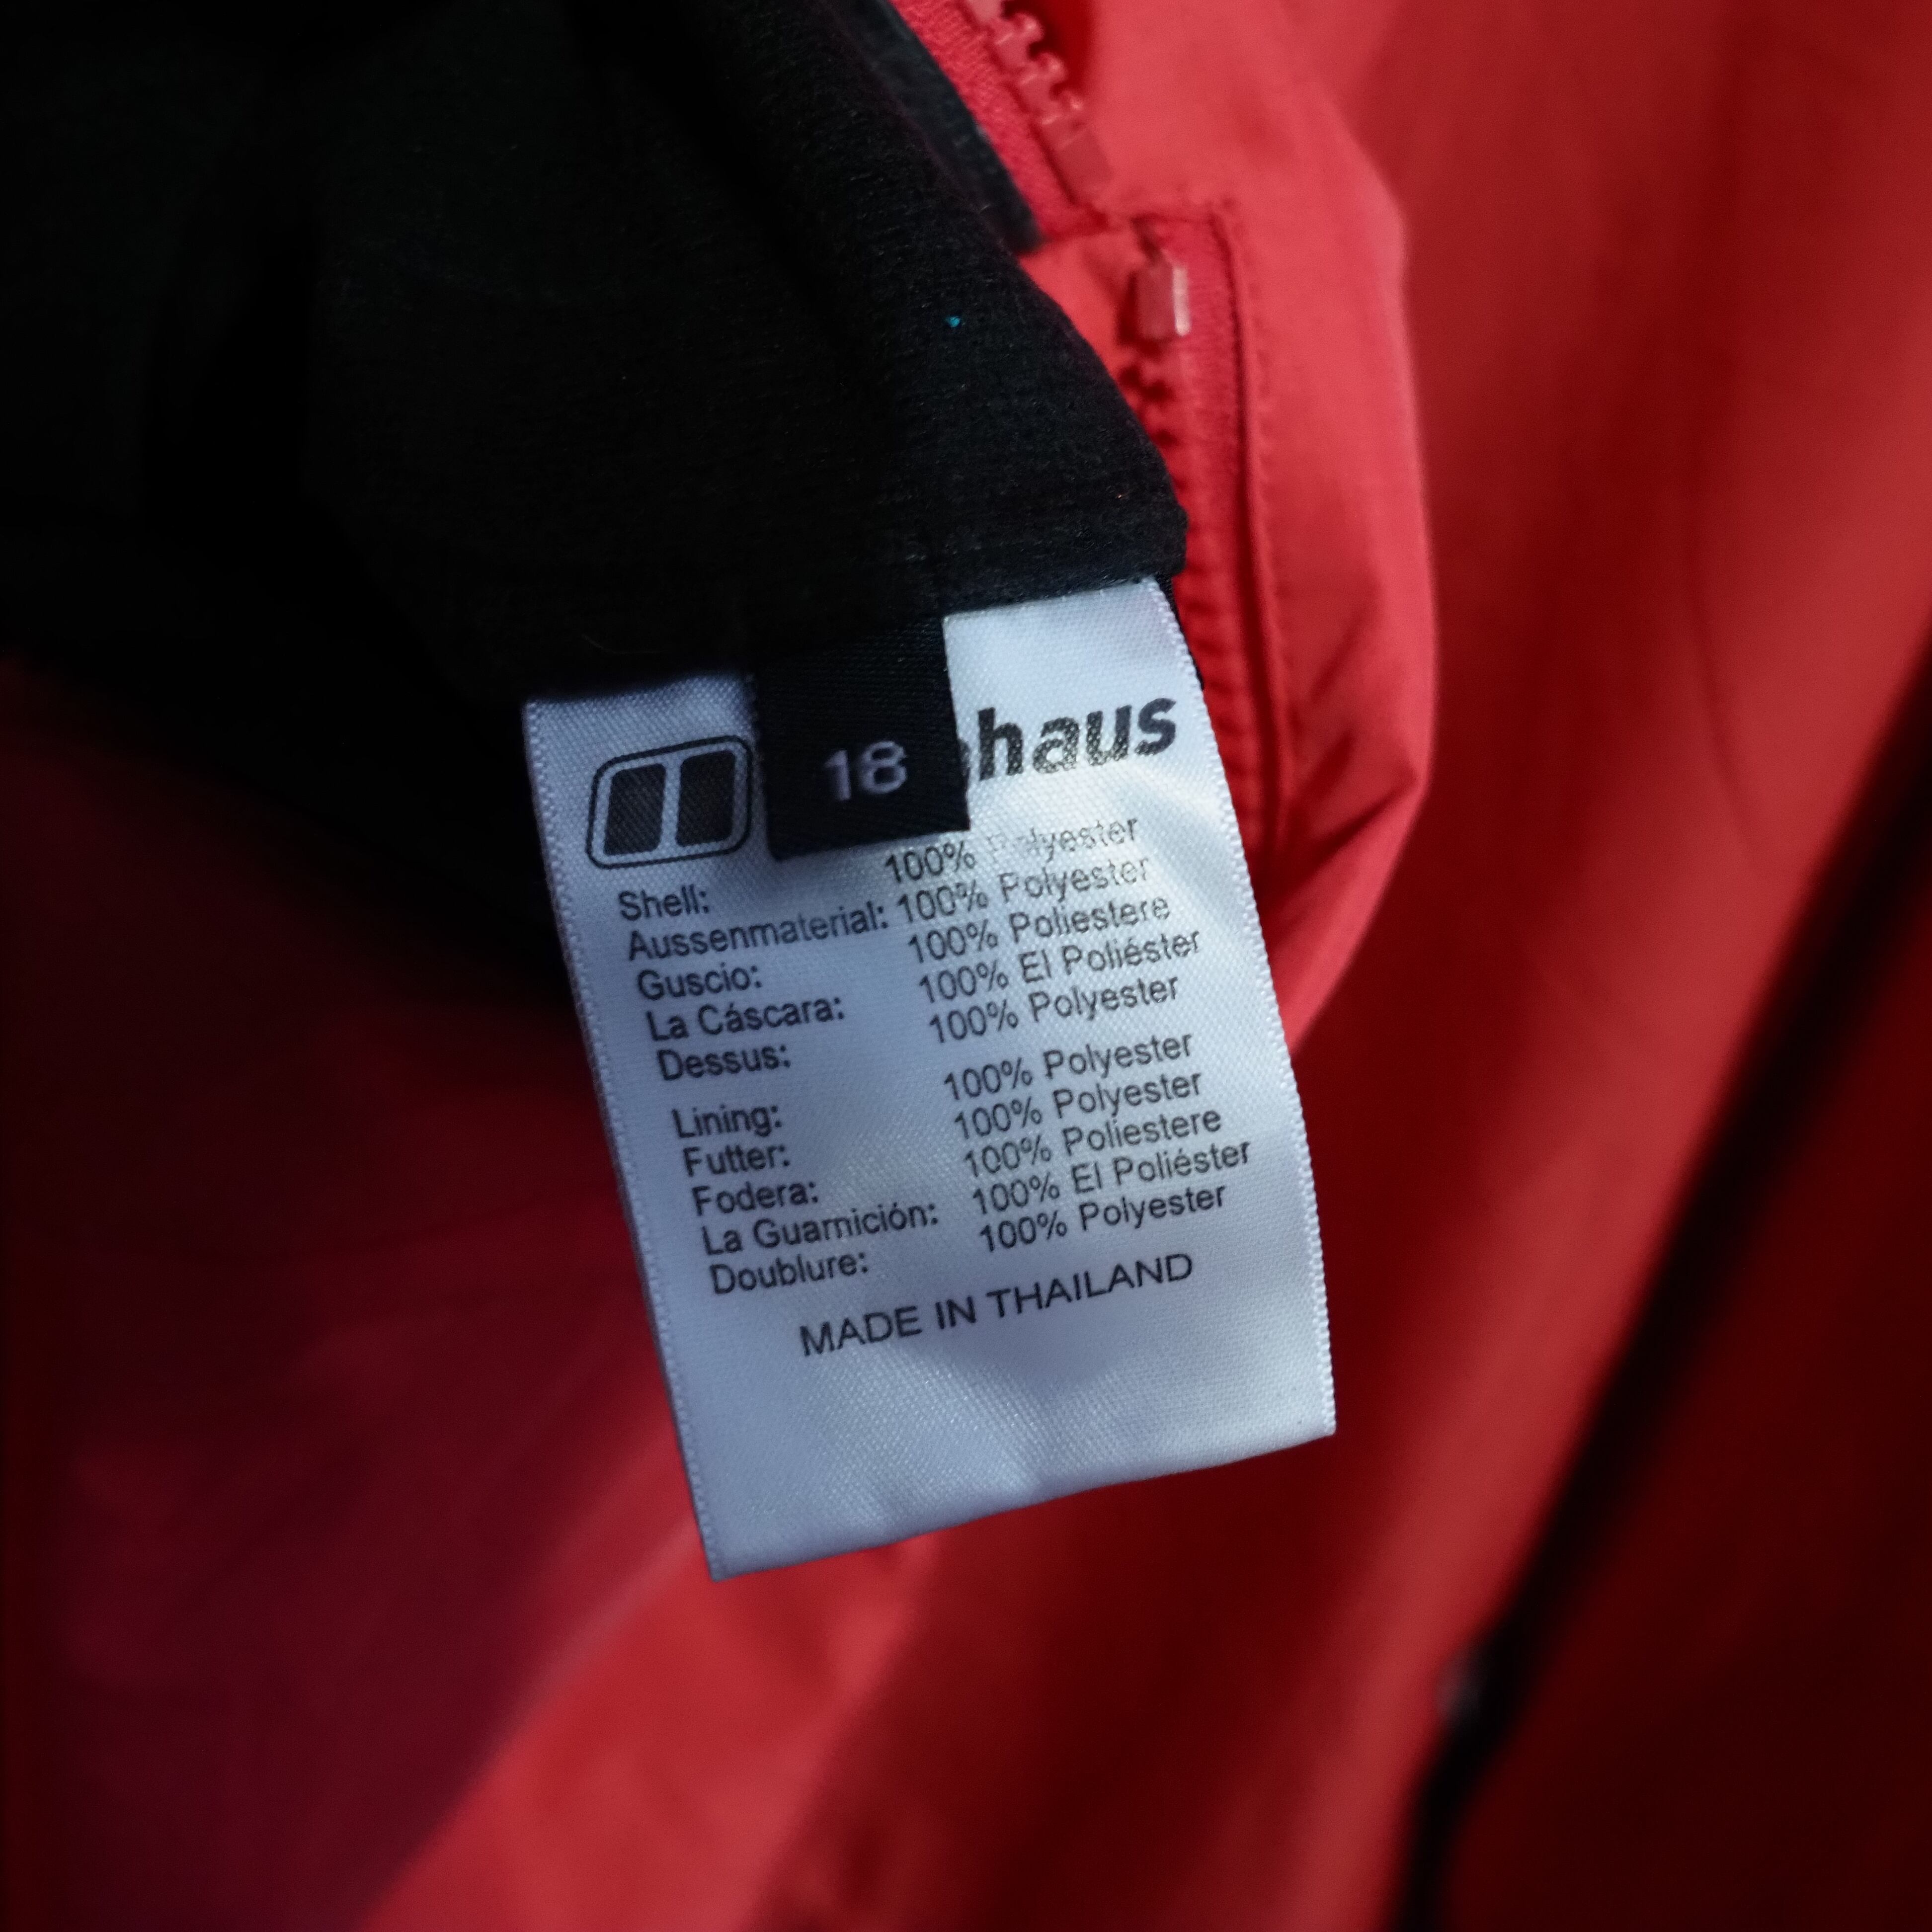 18
haus
Shell: 100% Polyester
Aussenmaterial: 100% Polyester
Guscio: 100% Poliestere
La Cáscara: 100% El Poliéster
Dessus: 100% Polyester
Lining: 100% Polyester
Futter: 100% Polyester
Fodera: 100% Poliestere
La Guarnición: 100% El Poliéster
Doublure: 100% Polyester
MADE IN THAILAND